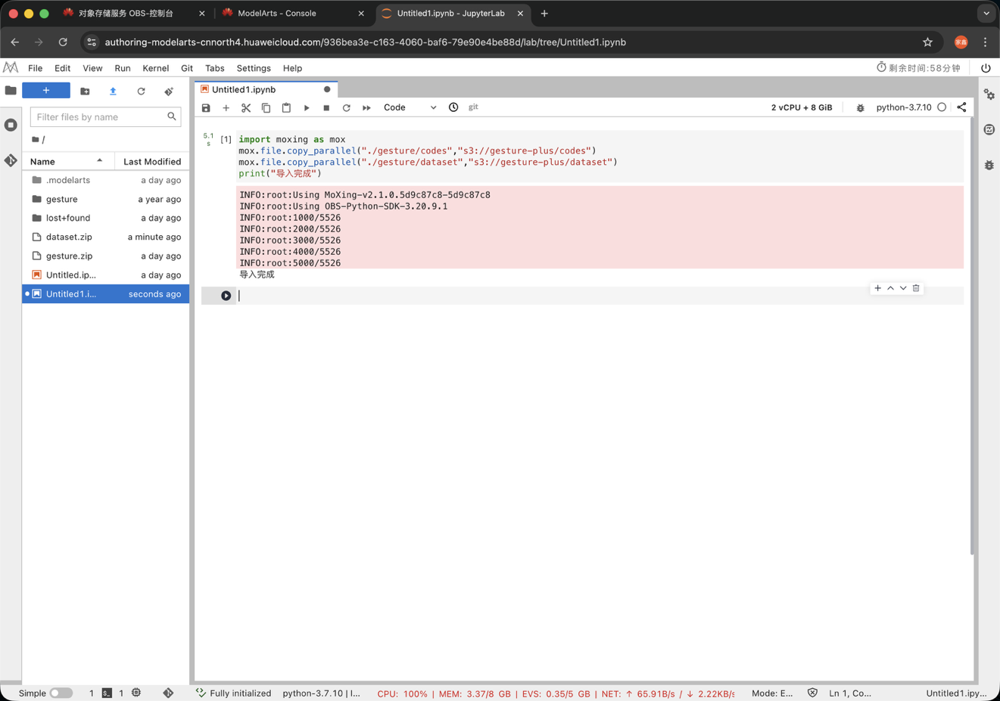 对象存储服务 OBS-控制台
ModelArts - Console
Untitled1.ipynb - JupyterLab
authoring-modelarts-cnnorth4.huaweicloud.com/936bea3e-c163-4060-baf6-79e90e4be88d/lab/tree/Untitled1.ipynb
家鑫
File Edit View Run Kernel Git Tabs Settings Help
剩余时间:58分钟
Untitled1.ipynb
Filter files by name
Code
git
2 vCPU + 8 GiB
python-3.7.10
/
Name Last Modified
.modelarts a day ago
gesture a year ago
lost+found a day ago
dataset.zip a minute ago
gesture.zip a day ago
Untitled.ip... a day ago
Untitled1.i... seconds ago
5.1 s
[1]
import moxing as mox
mox.file.copy_parallel("./gesture/codes","s3://gesture-plus/codes")
mox.file.copy_parallel("./gesture/dataset","s3://gesture-plus/dataset")
print("导入完成")
INFO:root:Using MoXing-v2.1.0.5d9c87c8-5d9c87c8
INFO:root:Using OBS-Python-SDK-3.20.9.1
INFO:root:1000/5526
INFO:root:2000/5526
INFO:root:3000/5526
INFO:root:4000/5526
INFO:root:5000/5526
导入完成
Simple 1 1 Fully initialized python-3.7.10 | I... CPU: 100% | MEM: 3.37/8 GB | EVS: 0.35/5 GB | NET: ↑ 65.91B/s / ↓ 2.22KB/s Mode: E... Ln 1, Co... Untitled1.ipy...